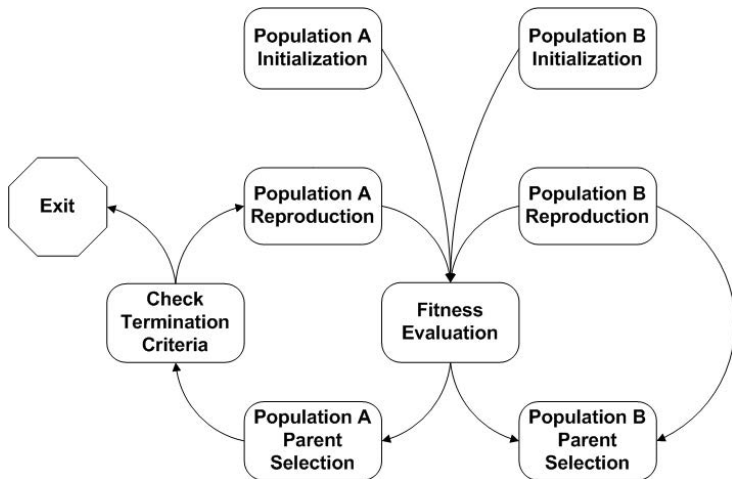 Population A
Initialization
Population B
Initialization
Exit
Population A
Reproduction
Population B
Reproduction
Check
Termination
Criteria
Fitness
Evaluation
Population A
Parent
Selection
Population B
Parent
Selection